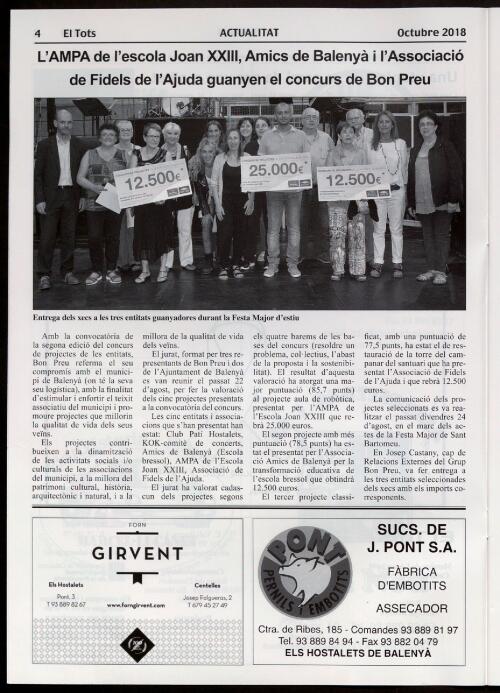 4 El Tots ACTUALITAT Octubre 2018
L’AMPA de l’escola Joan XXIII, Amics de Balenyà i l’Associació
de Fidels de l’Ajuda guanyen el concurs de Bon Preu
12.500€
25.000€
12.500€
Entrega dels xecs a les tres entitats guanyadores durant la Festa Major d’estiu
Amb la convocatòria de
la segona edició del concurs
de projectes de les entitats,
Bon Preu referma el seu
compromís amb el munici-
pi de Balenyà (on té la seva
seu logística), amb la finalitat
d’estimular i enfortir el teixit
associatiu del municipi i pro-
moure projectes que millorin
la qualitat de vida dels seus
veïns.
Els projectes contri-
bueixen a la dinamització
de les activitats socials i/o
culturals de les associacions
del municipi, a la millora del
patrimoni cultural, històric,
arquitectònic i natural, i a la
millora de la qualitat de vida
dels veïns.
El jurat, format per tres re-
presentants de Bon Preu i dos
de l’Ajuntament de Balenyà
es van reunir el passat 22
d’agost, per fer la valoració
dels cinc projectes presentats
a la convocatòria del concurs.
Les cinc entitats i associa-
cions que s’han presentat han
estat: Club Patí Hostalets,
KOK-comitè de concerts,
Amics de Balenyà (Escola
bressol), AMPA de l’Escola
Joan XXIII, Associació de
Fidels de l’Ajuda.
El jurat ha valorat cadas-
cun dels projectes segons
els quatre barems de les ba-
ses del concurs (resoldre un
problema, col·lectius, l’abast
de la proposta i la sostenibi-
litat). El resultat d’aquesta
valoració ha atorgat una ma-
jor puntuació (85,7 punts)
al projecte aula de robòtica,
presentat per l’AMPA de
l’Escola Joan XXIII que re-
brà 25.000 euros.
El segon projecte amb més
puntuació (78,5 punts) ha es-
tat el presentat per l’Associa-
ció Amics de Balenyà per la
transformació educativa de
l’escola bressol que obtindrà
12.500 euros.
El tercer projecte classi-
ficat, amb una puntuació de
77,5 punts, ha estat el de res-
tauració de la torre del cam-
panar del santuari que ha pre-
sentat l’Associació de Fidels
de l’Ajuda i que rebrà 12.500
euros.
La comunicació dels pro-
jectes seleccionats es va rea-
litzar el passat divendres 24
d’agost, en el marc dels ac-
tes de la Festa Major de Sant
Bartomeu.
En Josep Castany, cap de
Relacions Externes del Grup
Bon Preu, va fer entrega a
les tres entitats seleccionades
dels xecs amb els imports co-
rresponents.
FORN
GIRVENT
Els Hostalets
Pont, 3
T 93 889 82 67
www.forngirvent.com
Centelles
Josep Falgueras, 2
T 679 45 27 49
PONT
PERNILS I EMBOTITS
SUCS. DE
J. PONT S.A.
FÀBRICA
D'EMBOTITS
ASSECADOR
Ctra. de Ribes, 185 - Comandes 93 889 81 97
Tel. 93 889 84 94 - Fax 93 882 04 79
ELS HOSTALETS DE BALENYÀ